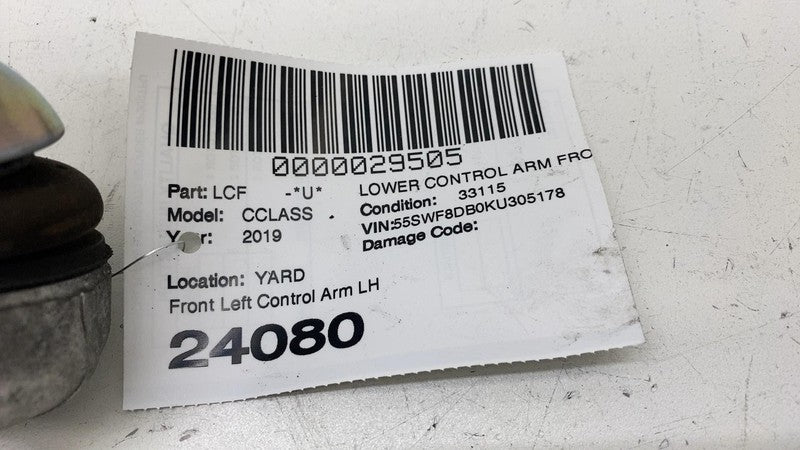 0000029505
Part: LCF -*U* LOWER CONTROL ARM FRO
Model: CCLASS Condition: 33115
Year: 2019 VIN:55SWF8DB0KU305178
Damage Code:
Location: YARD
Front Left Control Arm LH
24080